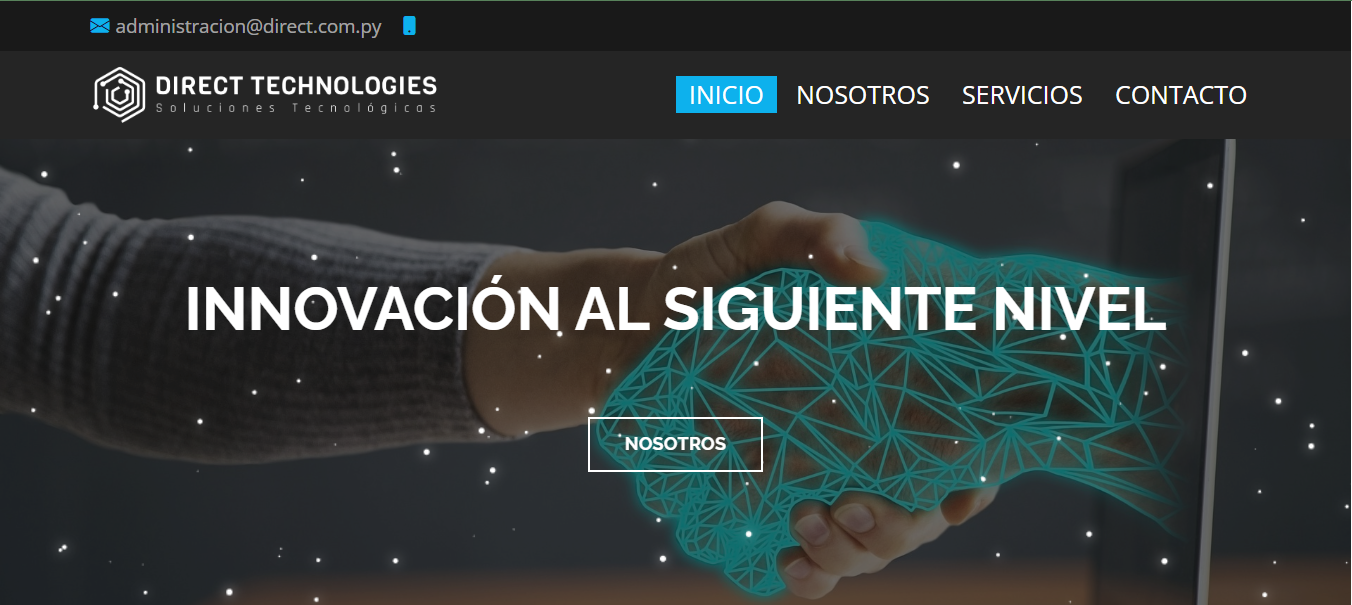 administracion@direct.com.py
DIRECT TECHNOLOGIES
Soluciones Tecnológicas
INICIO NOSOTROS SERVICIOS CONTACTO
INNOVACIÓN AL SIGUIENTE NIVEL
NOSOTROS